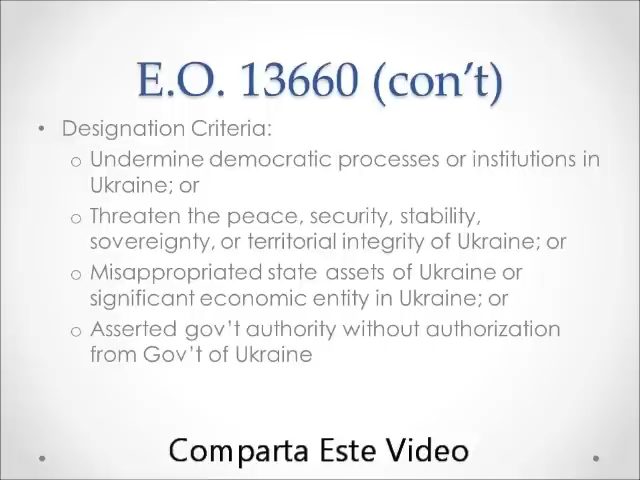 E.O. 13660 (con't)
• Designation Criteria:
o Undermine democratic processes or institutions in
Ukraine; or
o Threaten the peace, security, stability,
sovereignty, or territorial integrity of Ukraine; or
o Misappropriated state assets of Ukraine or
significant economic entity in Ukraine; or
o Asserted gov't authority without authorization
from Gov't of Ukraine
Comparta Este Video